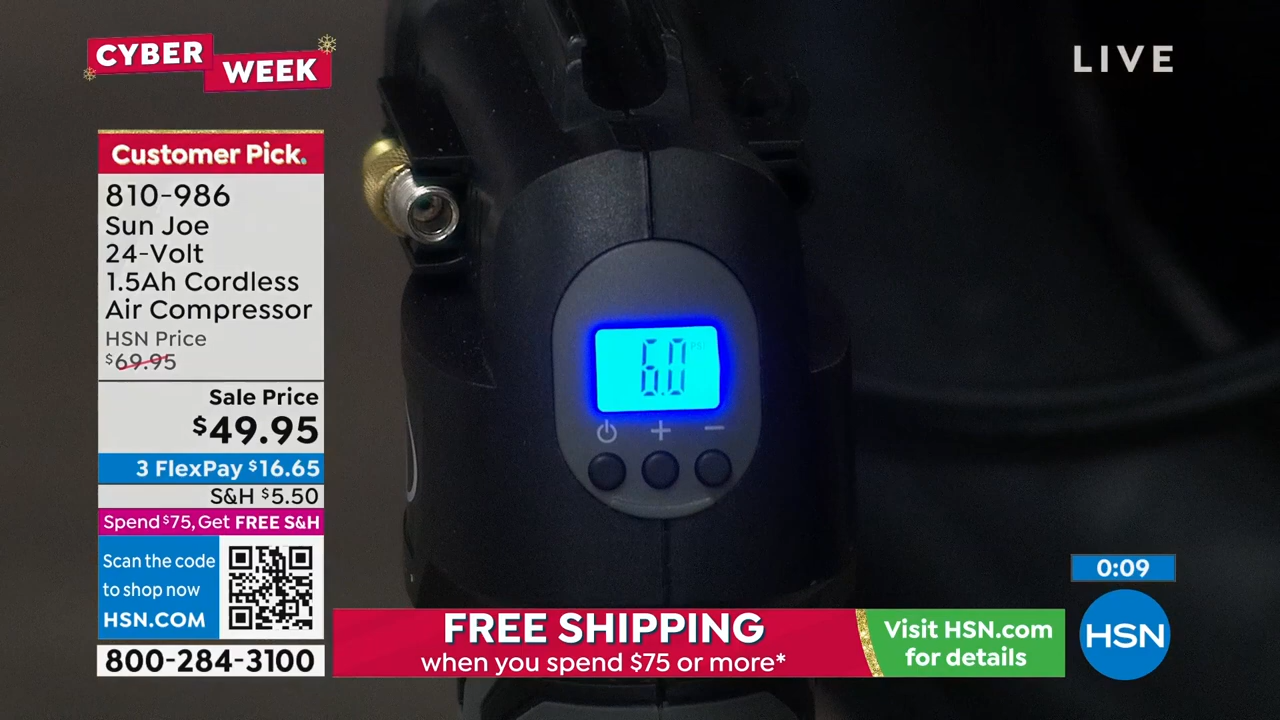 CYBER
WEEK
LIVE
Customer Pick.
810-986
Sun Joe
24-Volt
1.5Ah Cordless
Air Compressor
HSN Price
$69.95
Sale Price
$49.95
3 FlexPay $16.65
S&H $5.50
Spend $75, Get FREE S&H
Scan the code
to shop now
HSN.COM
800-284-3100
6.0 PSI
+ −
FREE SHIPPING
when you spend $75 or more*
Visit HSN.com
for details
0:09
HSN